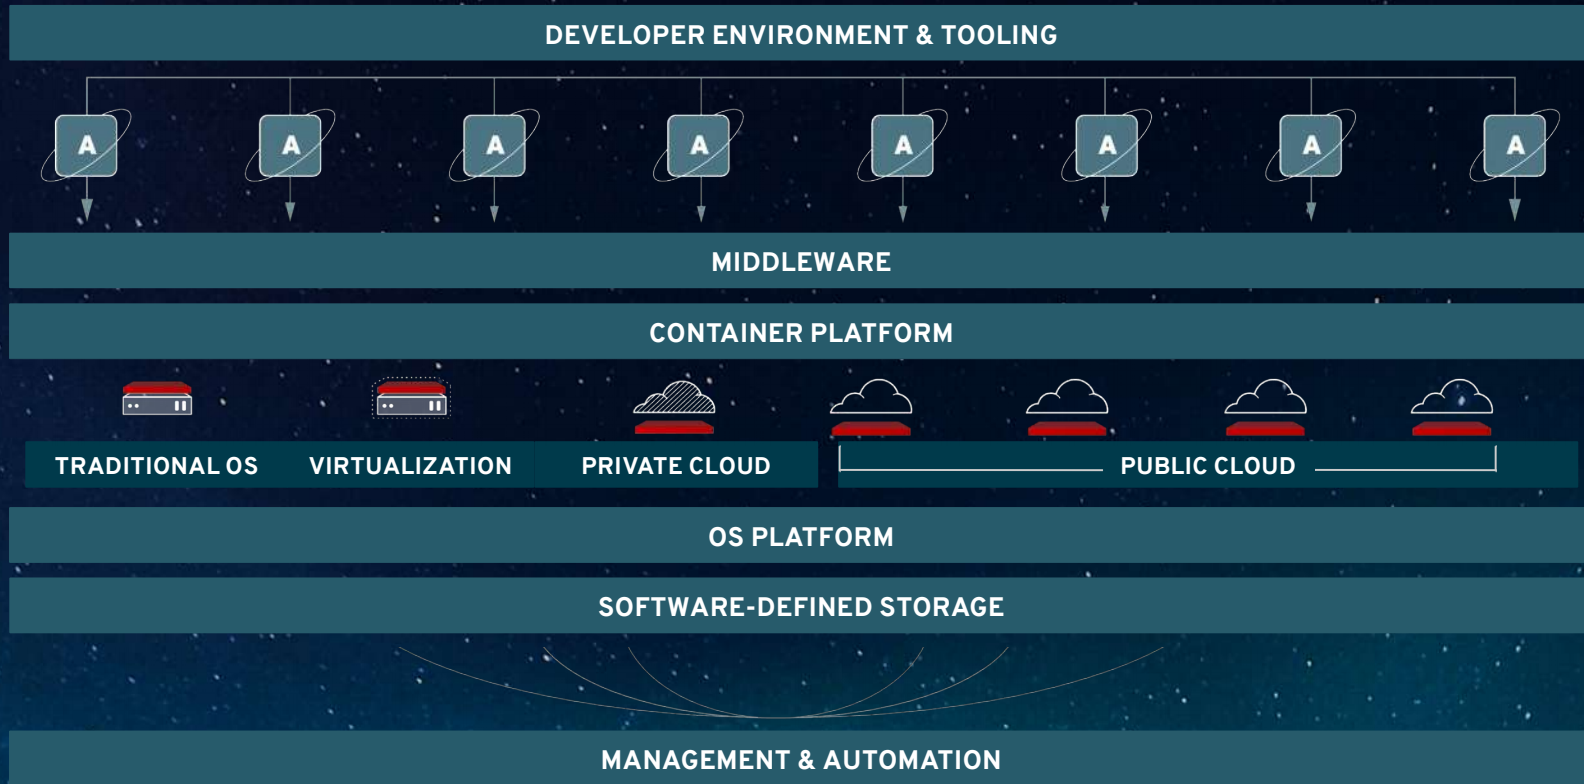 DEVELOPER ENVIRONMENT & TOOLING
A A A A A A A A
MIDDLEWARE
CONTAINER PLATFORM
TRADITIONAL OS VIRTUALIZATION PRIVATE CLOUD PUBLIC CLOUD
OS PLATFORM
SOFTWARE-DEFINED STORAGE
MANAGEMENT & AUTOMATION